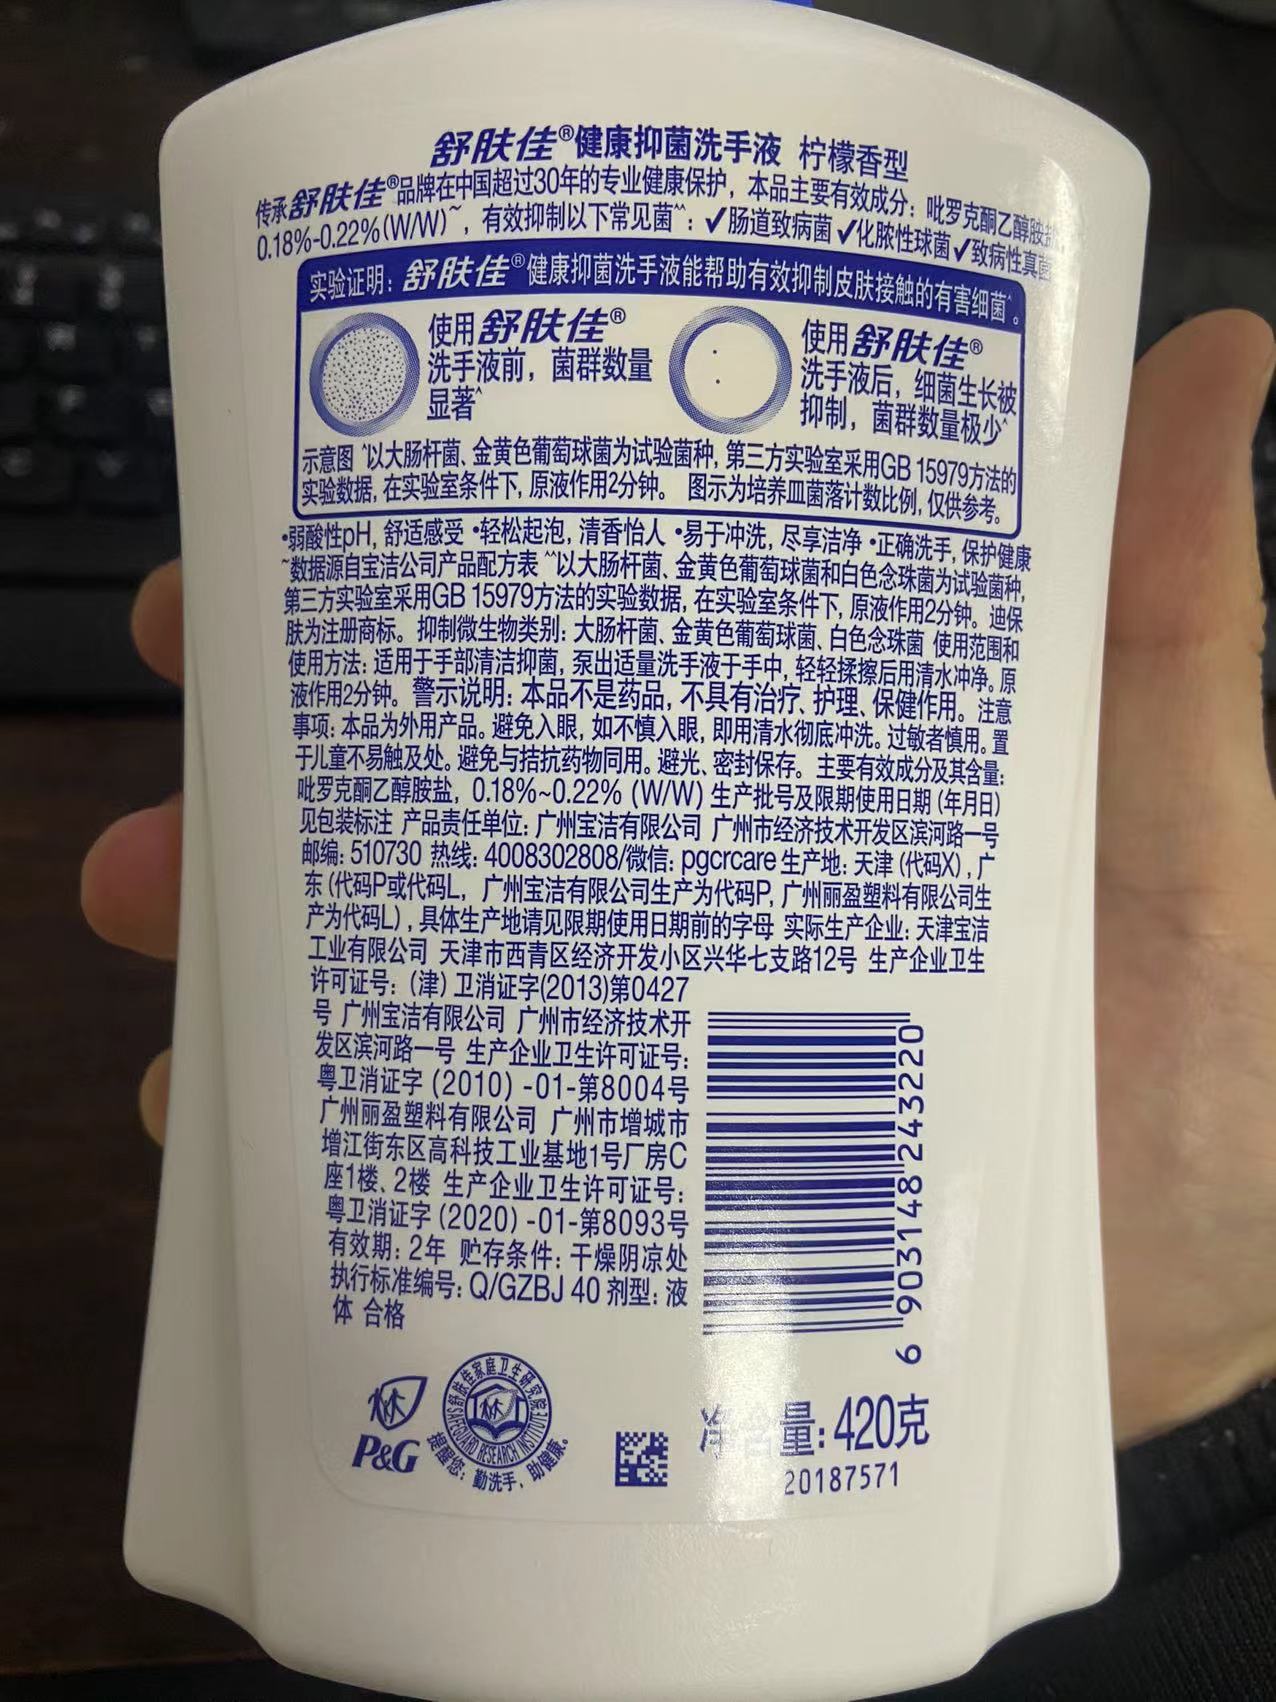 舒肤佳®健康抑菌洗手液 柠檬香型
传承舒肤佳®品牌在中国超过30年的专业健康保护，本品主要有效成分：吡罗克酮乙醇胺盐
0.18%-0.22%(W/W)~，有效抑制以下常见菌^^：✓肠道致病菌✓化脓性球菌✓致病性真菌
实验证明：舒肤佳®健康抑菌洗手液能帮助有效抑制皮肤接触的有害细菌^。
使用舒肤佳®
洗手液前，菌群数量
显著^
使用舒肤佳®
洗手液后，细菌生长被
抑制，菌群数量极少^
示意图 ^以大肠杆菌、金黄色葡萄球菌为试验菌种，第三方实验室采用GB 15979方法的
实验数据，在实验室条件下，原液作用2分钟。 图示为培养皿菌落计数比例，仅供参考。
•弱酸性pH，舒适感受 •轻松起泡，清香怡人 •易于冲洗，尽享洁净 •正确洗手，保护健康
~数据源自宝洁公司产品配方表 ^^以大肠杆菌、金黄色葡萄球菌和白色念珠菌为试验菌种，
第三方实验室采用GB 15979方法的实验数据，在实验室条件下，原液作用2分钟。迪保
肤为注册商标。抑制微生物类别：大肠杆菌、金黄色葡萄球菌、白色念珠菌 使用范围和
使用方法：适用于手部清洁抑菌，泵出适量洗手液于手中，轻轻揉擦后用清水冲净。原
液作用2分钟。警示说明：本品不是药品，不具有治疗、护理、保健作用。注意
事项：本品为外用产品。避免入眼，如不慎入眼，即用清水彻底冲洗。过敏者慎用。置
于儿童不易触及处。避免与拮抗药物同用。避光、密封保存。主要有效成分及其含量：
吡罗克酮乙醇胺盐，0.18%~0.22% (W/W) 生产批号及限期使用日期 (年月日)
见包装标注 产品责任单位：广州宝洁有限公司 广州市经济技术开发区滨河路一号
邮编：510730 热线：4008302808/微信：pgcrcare 生产地：天津 (代码X)，广
东 (代码P或代码L，广州宝洁有限公司生产为代码P，广州丽盈塑料有限公司生
产为代码L)，具体生产地请见限期使用日期前的字母 实际生产企业：天津宝洁
工业有限公司 天津市西青区经济开发小区兴华七支路12号 生产企业卫生
许可证号：(津) 卫消证字(2013)第0427
号 广州宝洁有限公司 广州市经济技术开
发区滨河路一号 生产企业卫生许可证号：
粤卫消证字 (2010) -01-第8004号
广州丽盈塑料有限公司 广州市增城市
增江街东区高科技工业基地1号厂房C
座1楼、2楼 生产企业卫生许可证号：
粤卫消证字 (2020) -01-第8093号
有效期：2年 贮存条件：干燥阴凉处
执行标准编号：Q/GZBJ 40 剂型：液
体 合格
6 903148 243220
P&G
舒肤佳家庭卫生研究院
SAFEGUARD RESEARCH INSTITUTE
提醒您：勤洗手，助健康。
净含量：420克
20187571